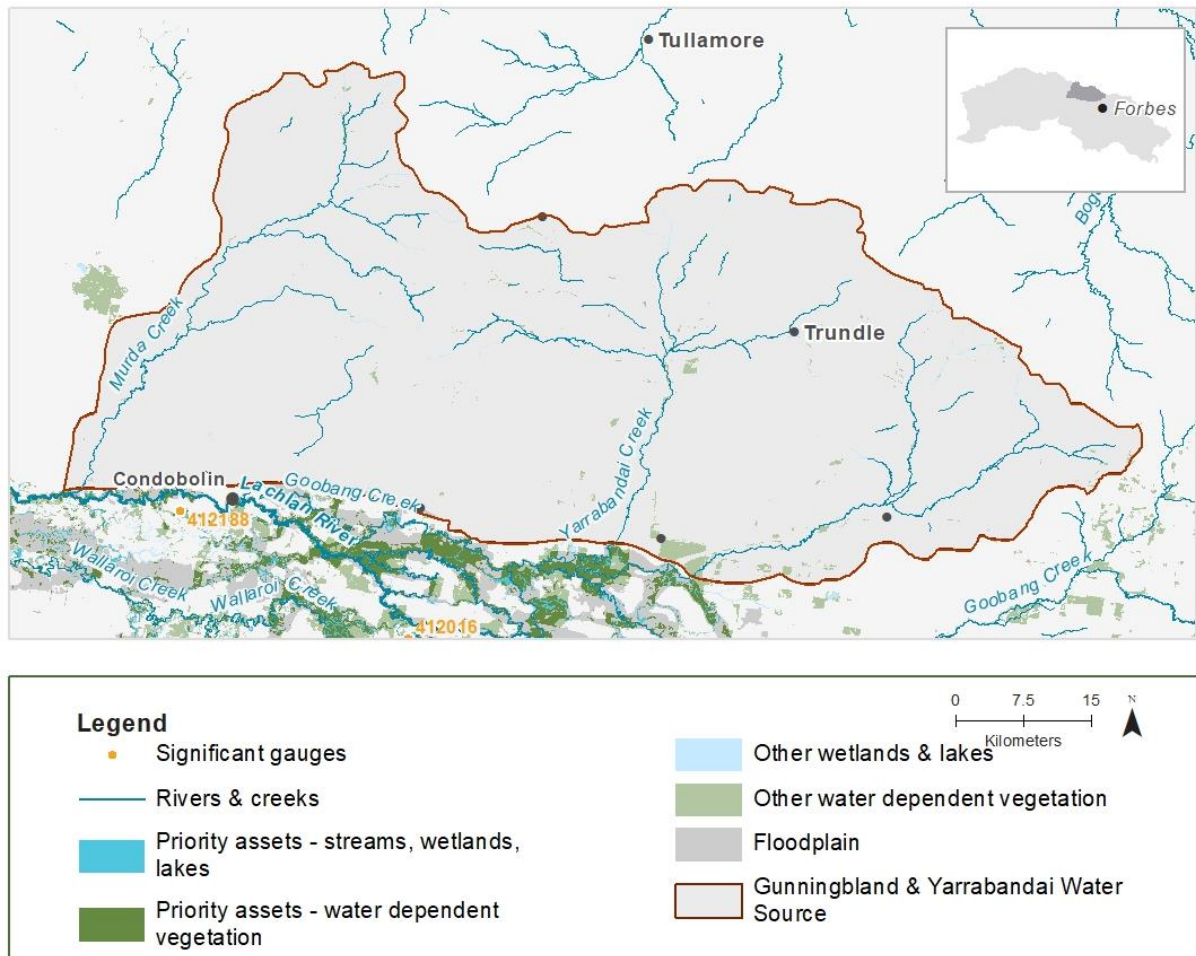 Tullamore
Forbes
Bog
Murda Creek
Trundle
Yarrabandai Creek
Condobolin
Goobang Creek
Lachlan River
412188
Wallaroi Creek
Wallaroi Creek
Goobang Creek
412016
Legend
0 7.5 15
Kilometers
N
Significant gauges
Rivers & creeks
Priority assets - streams, wetlands,
lakes
Priority assets - water dependent
vegetation
Other wetlands & lakes
Other water dependent vegetation
Floodplain
Gunningbland & Yarrabandai Water
Source